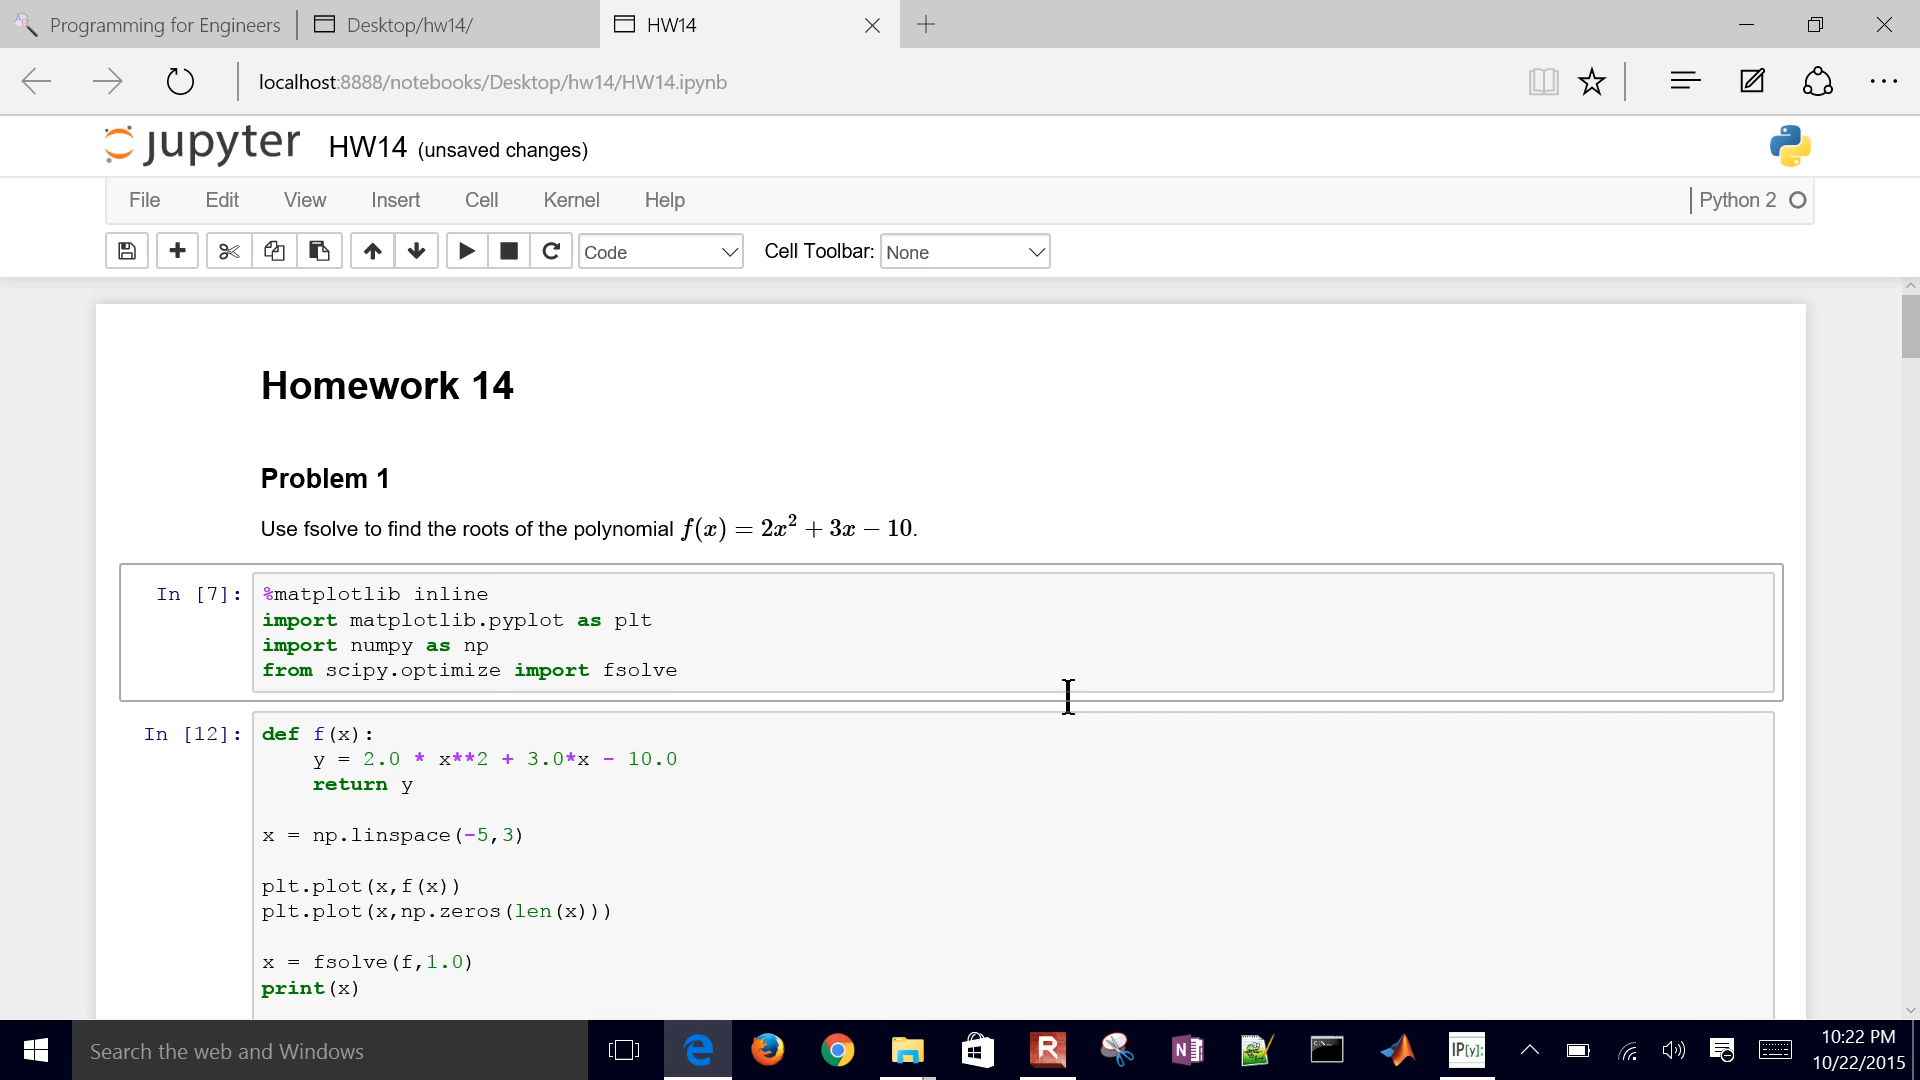 Programming for Engineers
Desktop/hw14/
HW14
localhost:8888/notebooks/Desktop/hw14/HW14.ipynb
jupyter HW14 (unsaved changes)
File Edit View Insert Cell Kernel Help Python 2
Code Cell Toolbar: None
Homework 14
Problem 1
Use fsolve to find the roots of the polynomial f(x) = 2x² + 3x − 10.
In [7]: %matplotlib inline
import matplotlib.pyplot as plt
import numpy as np
from scipy.optimize import fsolve
In [12]: def f(x):
    y = 2.0 * x**2 + 3.0*x - 10.0
    return y
x = np.linspace(-5,3)
plt.plot(x,f(x))
plt.plot(x,np.zeros(len(x)))
x = fsolve(f,1.0)
print(x)
Search the web and Windows
IP[y]:
10:22 PM
10/22/2015